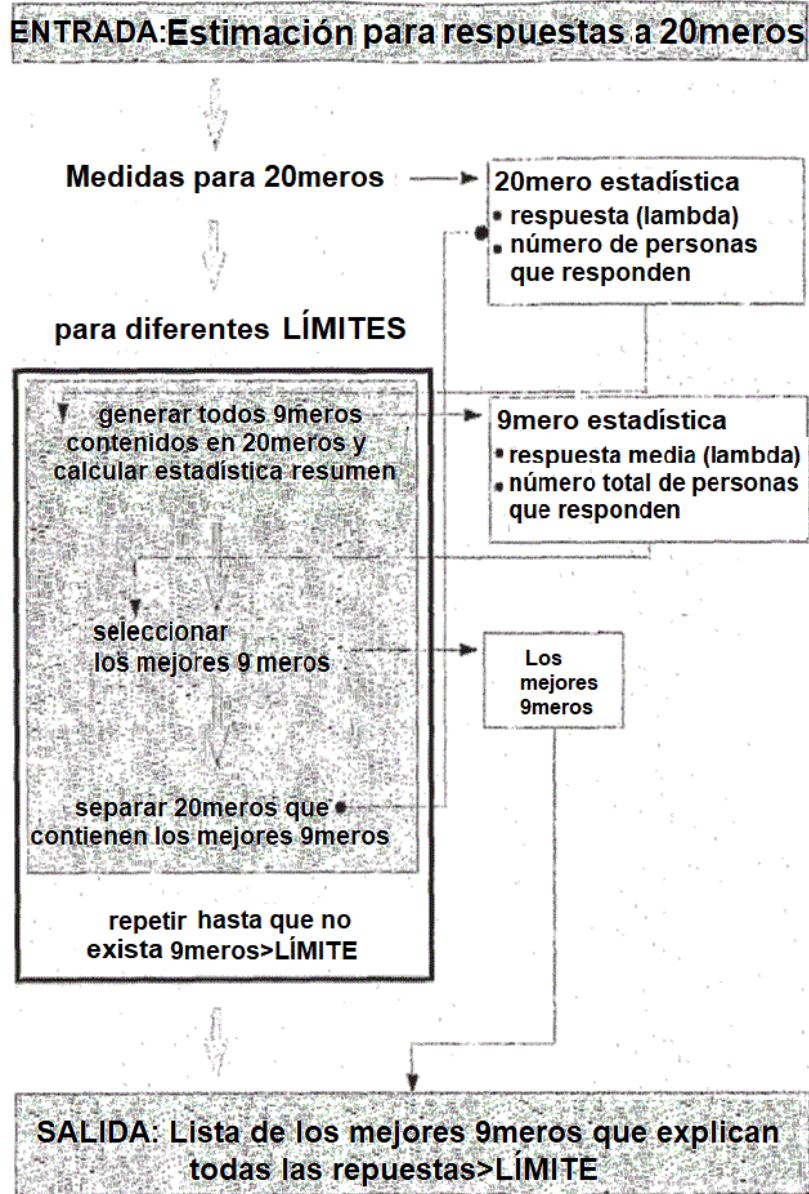 ENTRADA:Estimación para respuestas a 20meros
Medidas para 20meros
20mero estadística
• respuesta (lambda)
• número de personas
que responden
para diferentes LÍMITES
generar todos 9meros
contenidos en 20meros y
calcular estadística resumen
9mero estadística
• respuesta media (lambda)
• número total de personas
que responden
seleccionar
los mejores 9 meros
Los
mejores
9meros
separar 20meros que
contienen los mejores 9meros
repetir hasta que no
exista 9meros>LÍMITE
SALIDA: Lista de los mejores 9meros que explican
todas las repuestas>LÍMITE